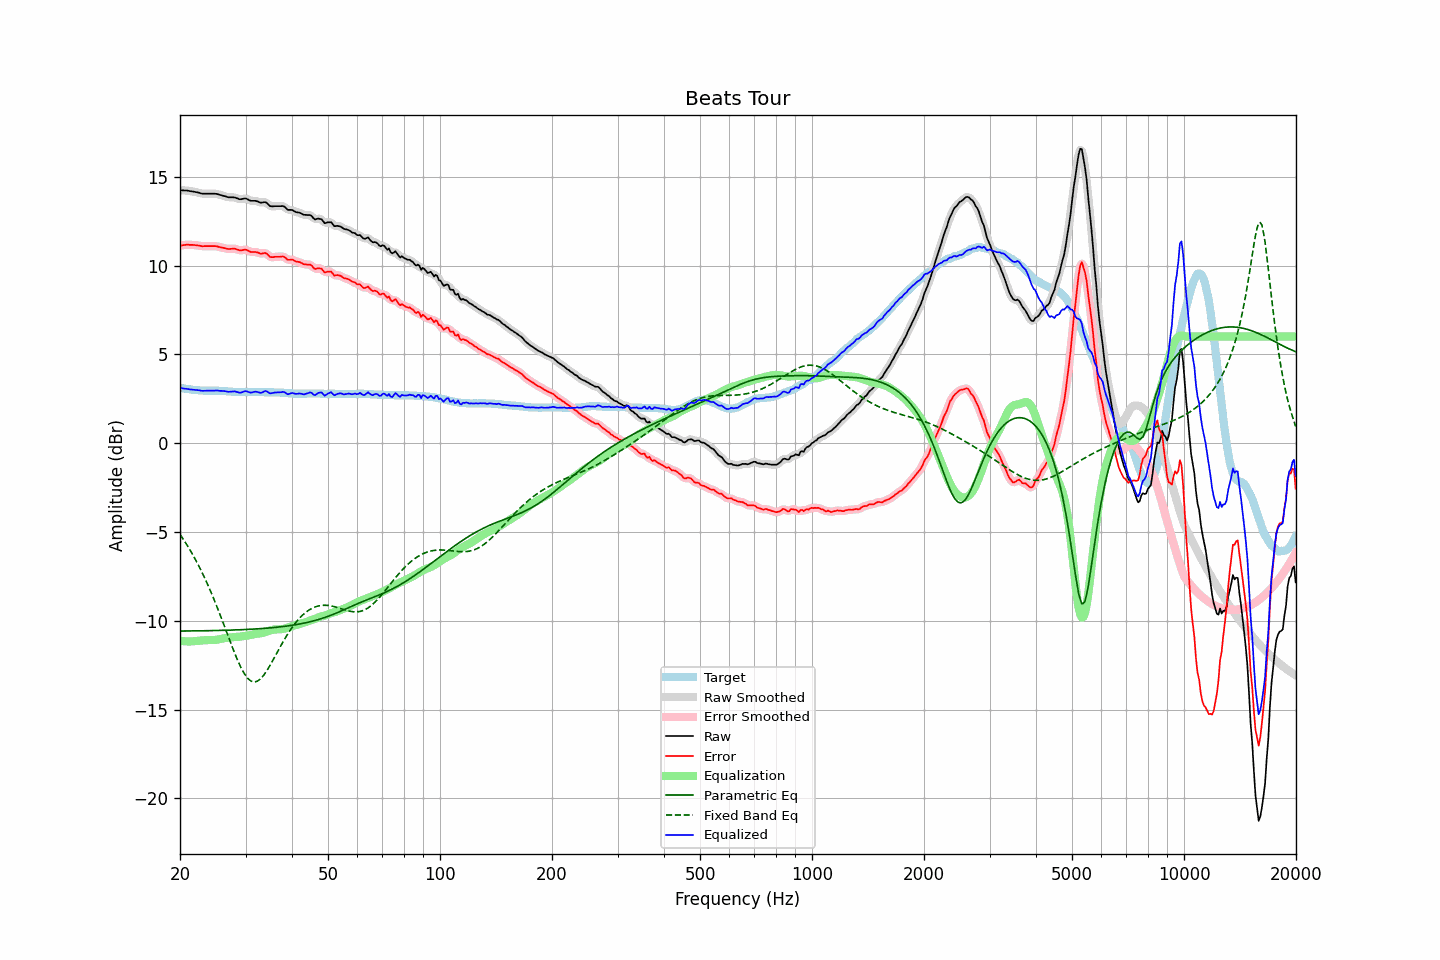 Beats Tour
Amplitude (dBr)
15
10
5
0
−5
−10
−15
−20
Target
Raw Smoothed
Error Smoothed
Raw
Error
Equalization
Parametric Eq
Fixed Band Eq
Equalized
20 50 100 200 500 1000 2000 5000 10000 20000
Frequency (Hz)